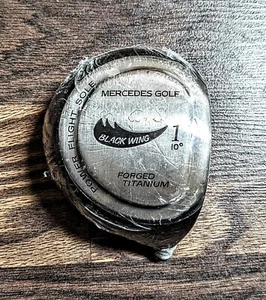 MERCEDES GOLF
BLACK WING
1
10°
POWER FLIGHT SOLE
FORGED
TITANIUM